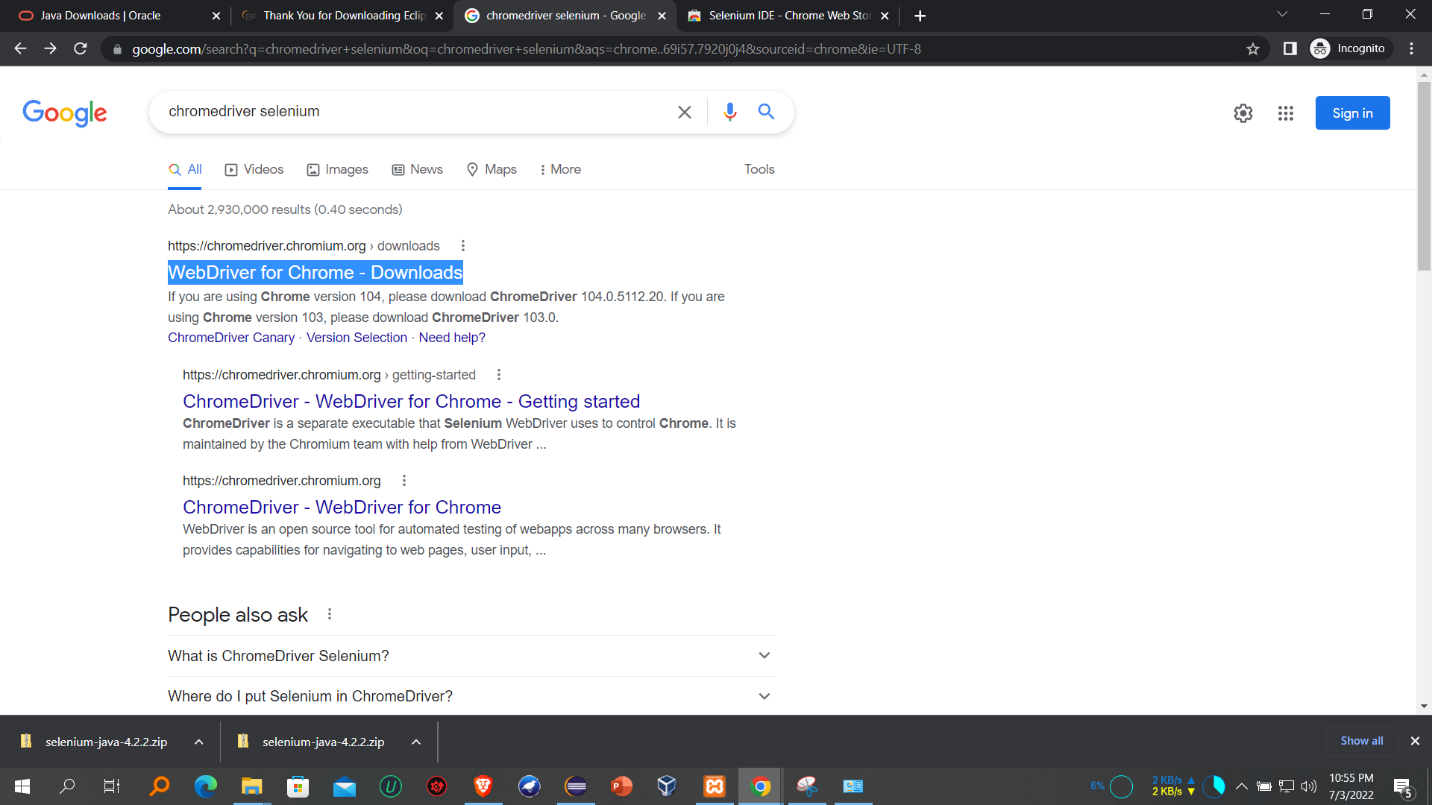 Java Downloads | Oracle
Thank You for Downloading Eclip
chromedriver selenium - Google
Selenium IDE - Chrome Web Sto
google.com/search?q=chromedriver+selenium&oq=chromedriver+selenium&aqs=chrome..69i57.7920j0j4&sourceid=chrome&ie=UTF-8
Incognito
Google
chromedriver selenium
Sign in
All
Videos
Images
News
Maps
More
Tools
About 2,930,000 results (0.40 seconds)
https://chromedriver.chromium.org › downloads
WebDriver for Chrome - Downloads
If you are using Chrome version 104, please download ChromeDriver 104.0.5112.20. If you are
using Chrome version 103, please download ChromeDriver 103.0.
ChromeDriver Canary · Version Selection · Need help?
https://chromedriver.chromium.org › getting-started
ChromeDriver - WebDriver for Chrome - Getting started
ChromeDriver is a separate executable that Selenium WebDriver uses to control Chrome. It is
maintained by the Chromium team with help from WebDriver ...
https://chromedriver.chromium.org
ChromeDriver - WebDriver for Chrome
WebDriver is an open source tool for automated testing of webapps across many browsers. It
provides capabilities for navigating to web pages, user input, ...
People also ask
What is ChromeDriver Selenium?
Where do I put Selenium in ChromeDriver?
selenium-java-4.2.2.zip
selenium-java-4.2.2.zip
Show all
6%
2 KB/s
2 KB/s
10:55 PM
7/3/2022
5